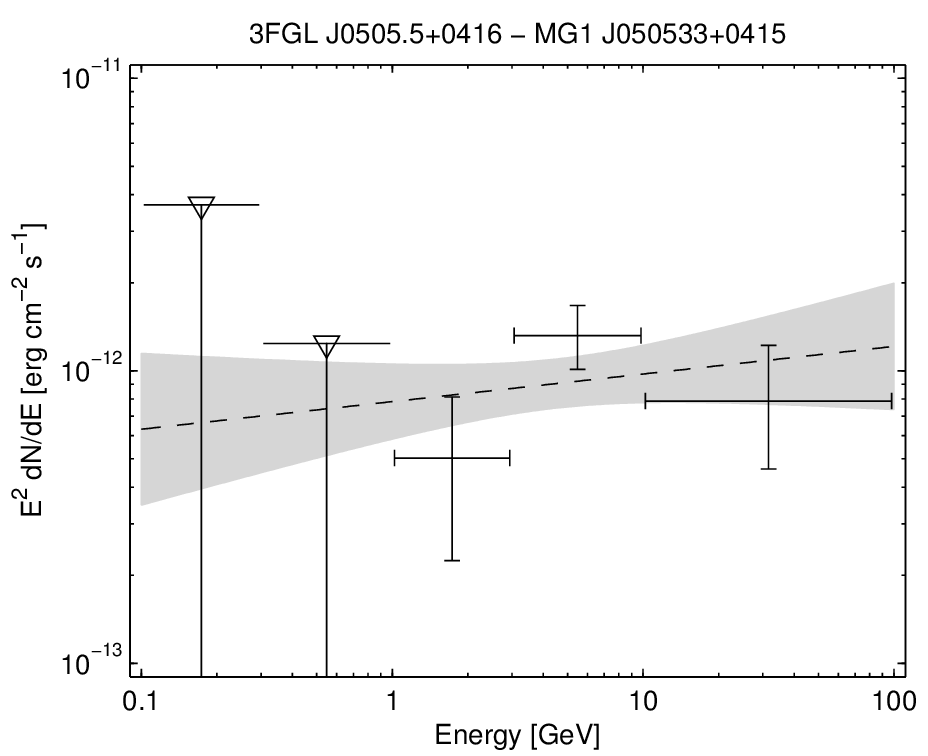 3FGL J0505.5+0416 − MG1 J050533+0415
10⁻¹¹
10⁻¹²
10⁻¹³
E² dN/dE [erg cm⁻² s⁻¹]
0.1 1 10 100
Energy [GeV]